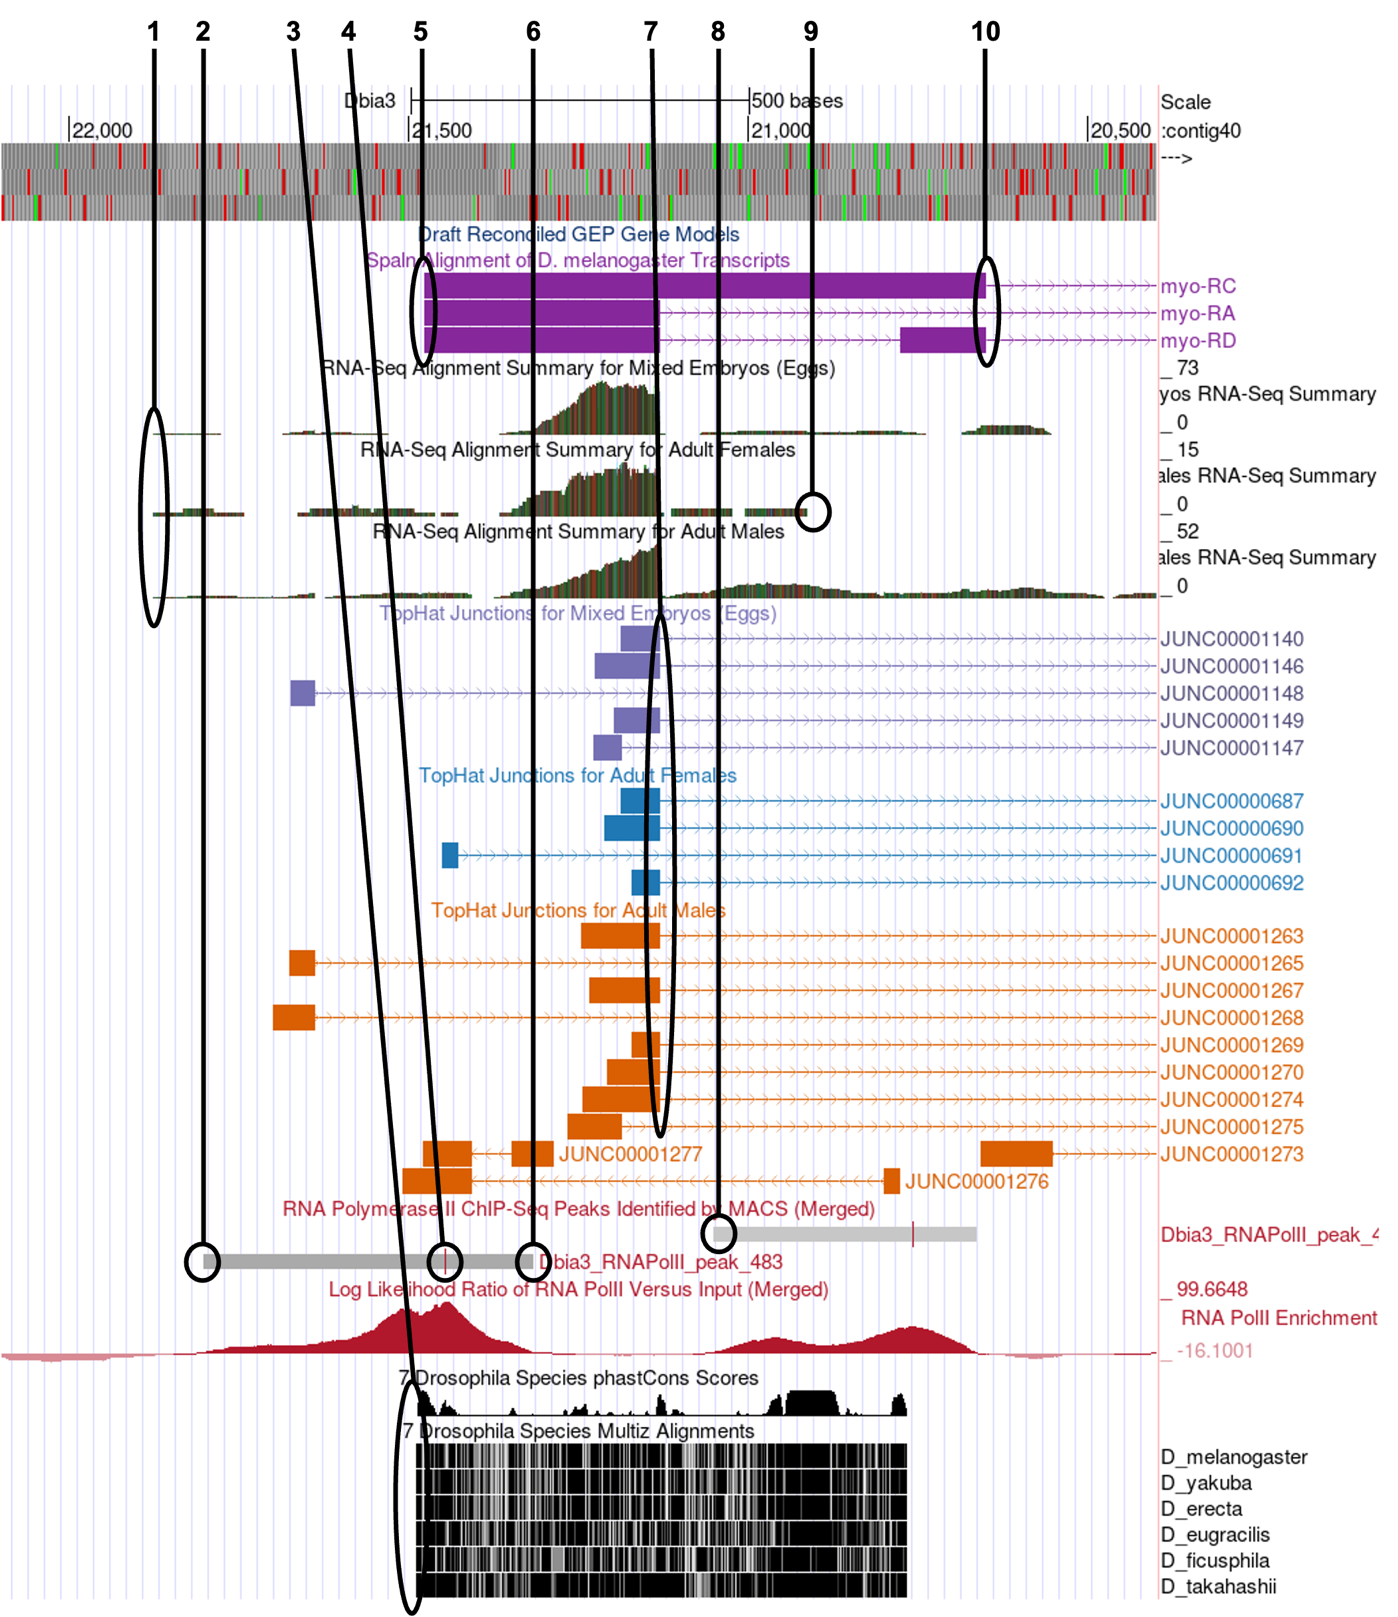 1 2 3 4 5 6 7 8 9 10
Dbia3 500 bases Scale
22,000 21,500 21,000 20,500 :contig40
--->
Draft Reconciled GEP Gene Models
Spaln Alignment of D. melanogaster Transcripts
myo-RC
myo-RA
myo-RD
RNA-Seq Alignment Summary for Mixed Embryos (Eggs)
_ 73
yos RNA-Seq Summary
_ 0
RNA-Seq Alignment Summary for Adult Females
_ 15
ales RNA-Seq Summary
_ 0
RNA-Seq Alignment Summary for Adult Males
_ 52
ales RNA-Seq Summary
_ 0
TopHat Junctions for Mixed Embryos (Eggs)
JUNC00001140
JUNC00001146
JUNC00001148
JUNC00001149
JUNC00001147
TopHat Junctions for Adult Females
JUNC00000687
JUNC00000690
JUNC00000691
JUNC00000692
TopHat Junctions for Adult Males
JUNC00001263
JUNC00001265
JUNC00001267
JUNC00001268
JUNC00001269
JUNC00001270
JUNC00001274
JUNC00001275
JUNC00001277 JUNC00001273
JUNC00001276
RNA Polymerase II ChIP-Seq Peaks Identified by MACS (Merged)
Dbia3_RNAPolII_peak_4
Dbia3_RNAPolII_peak_483
Log Likelihood Ratio of RNA PolII Versus Input (Merged)
_ 99.6648
RNA PolII Enrichment
_ -16.1001
7 Drosophila Species phastCons Scores
7 Drosophila Species Multiz Alignments
D_melanogaster
D_yakuba
D_erecta
D_eugracilis
D_ficusphila
D_takahashii